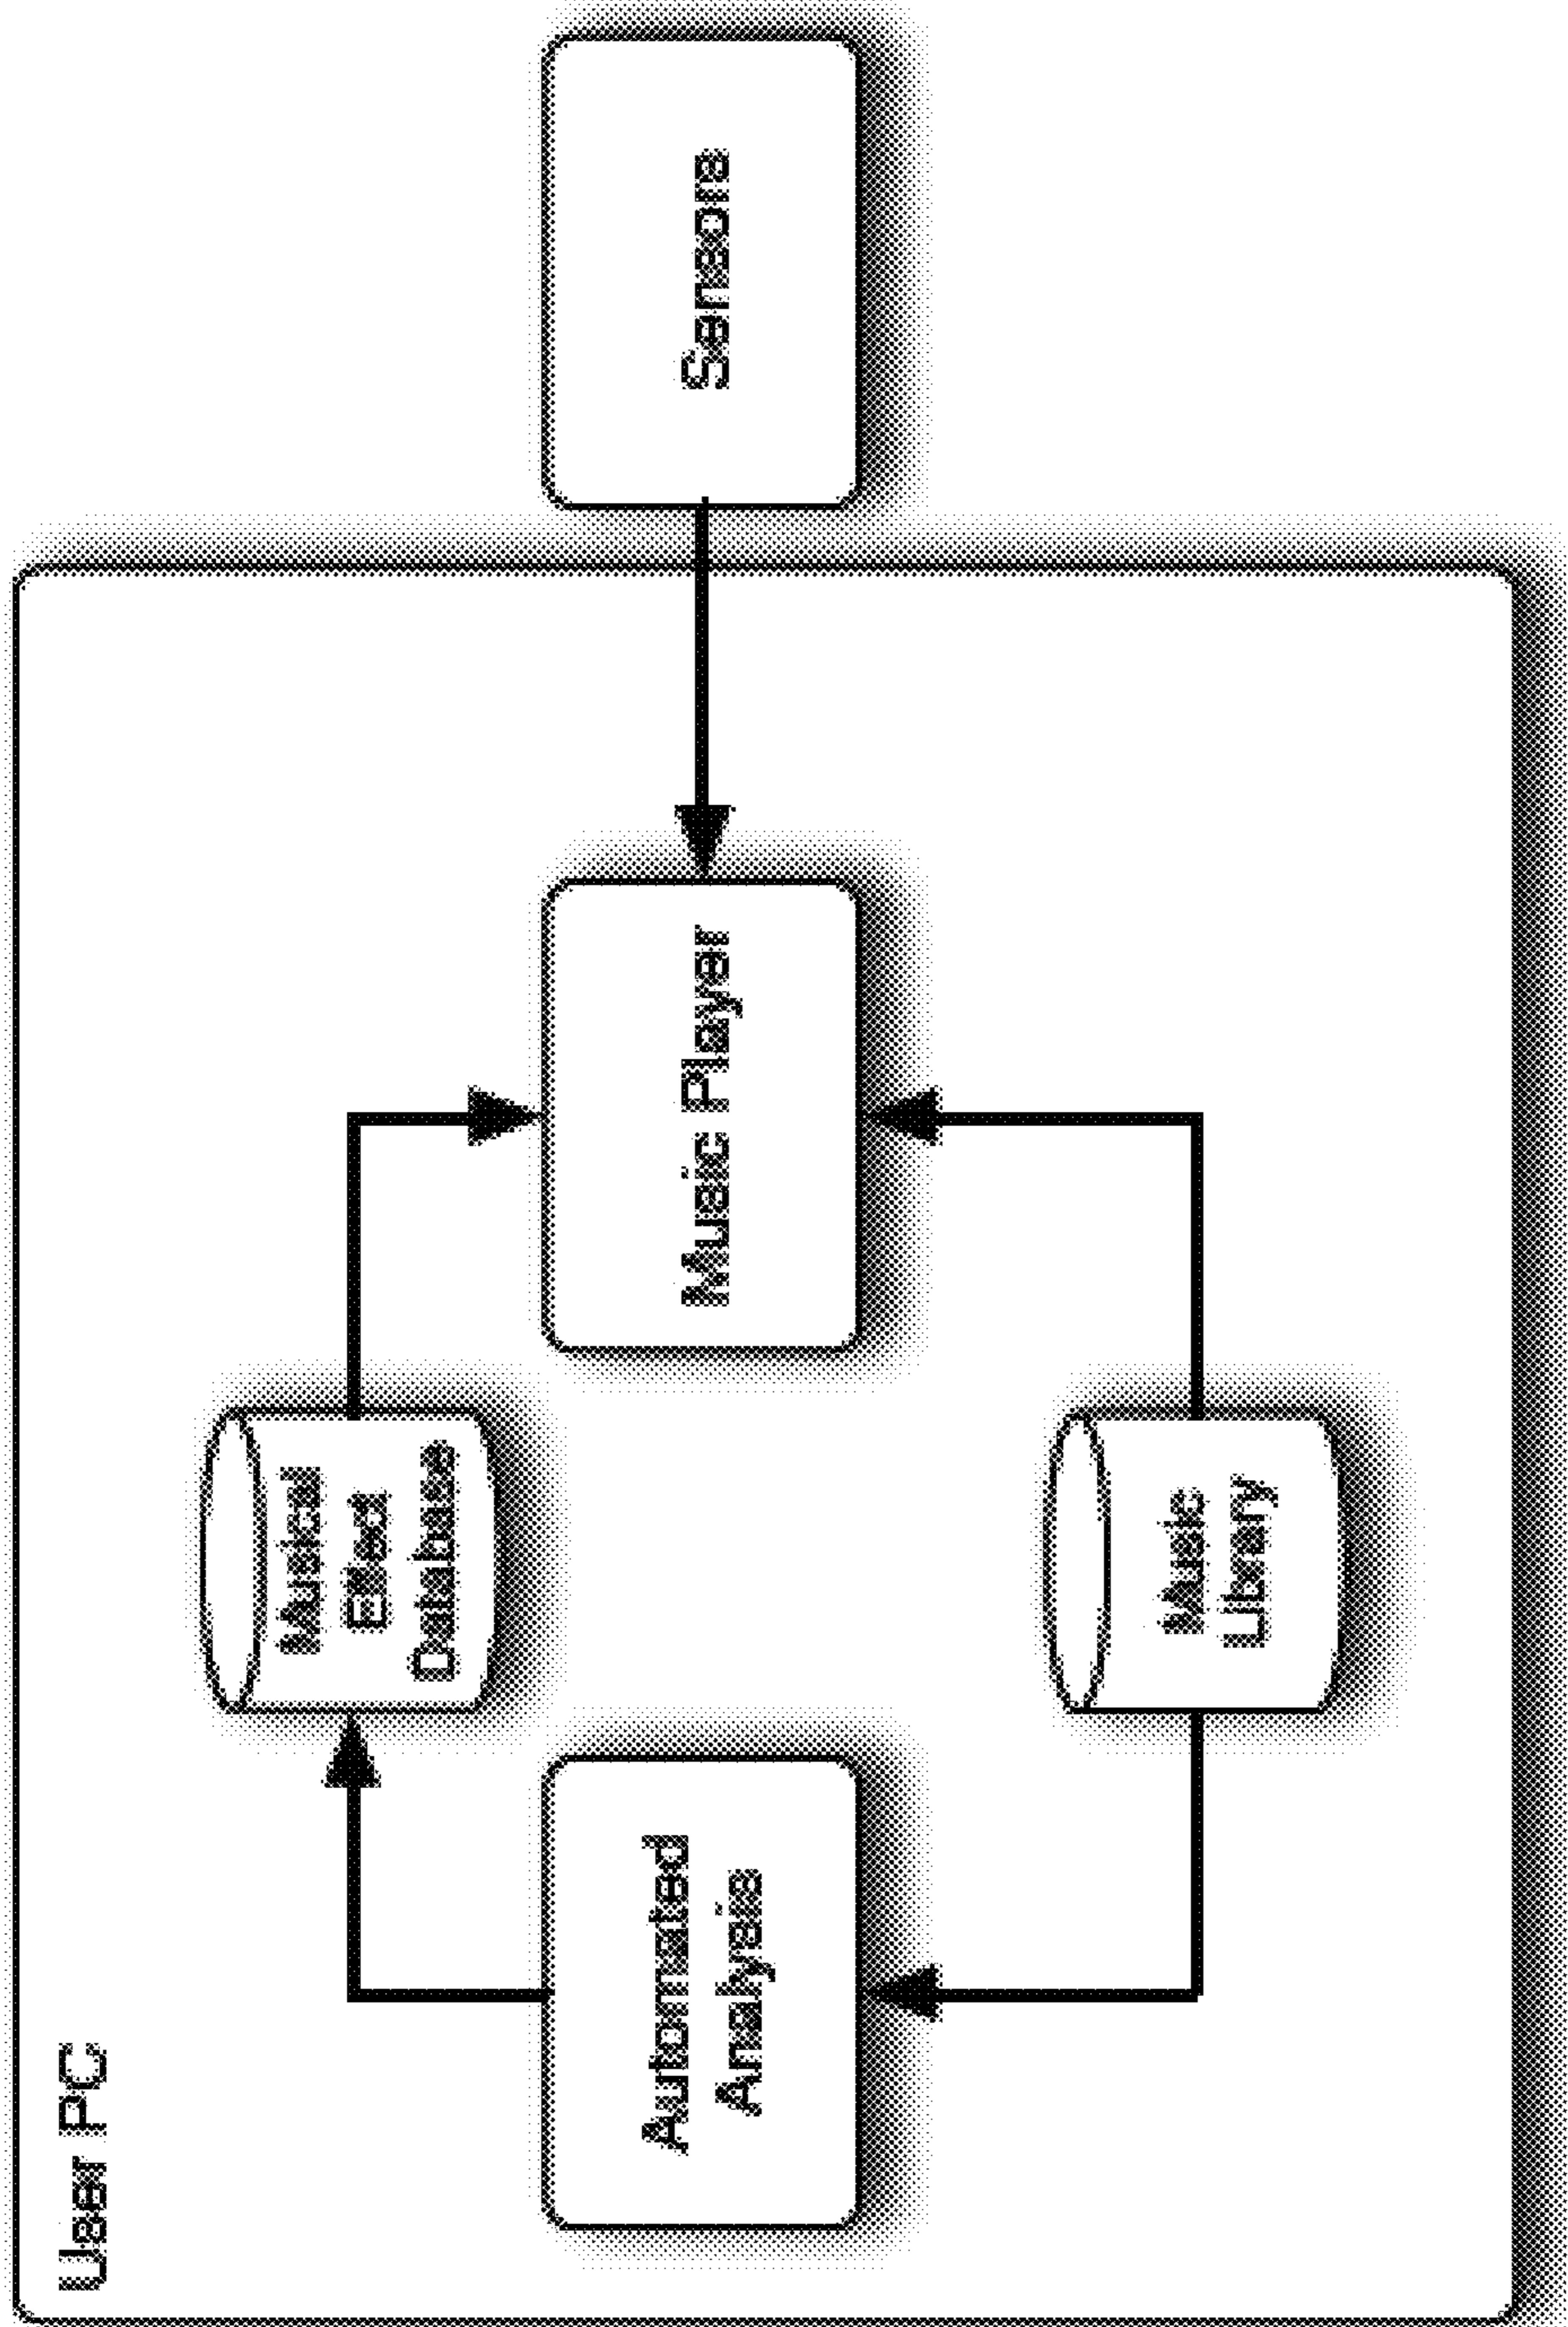 User PC
Musical
Effect
Database
Automated
Analysis
Music Player
Sensors
Music
Library